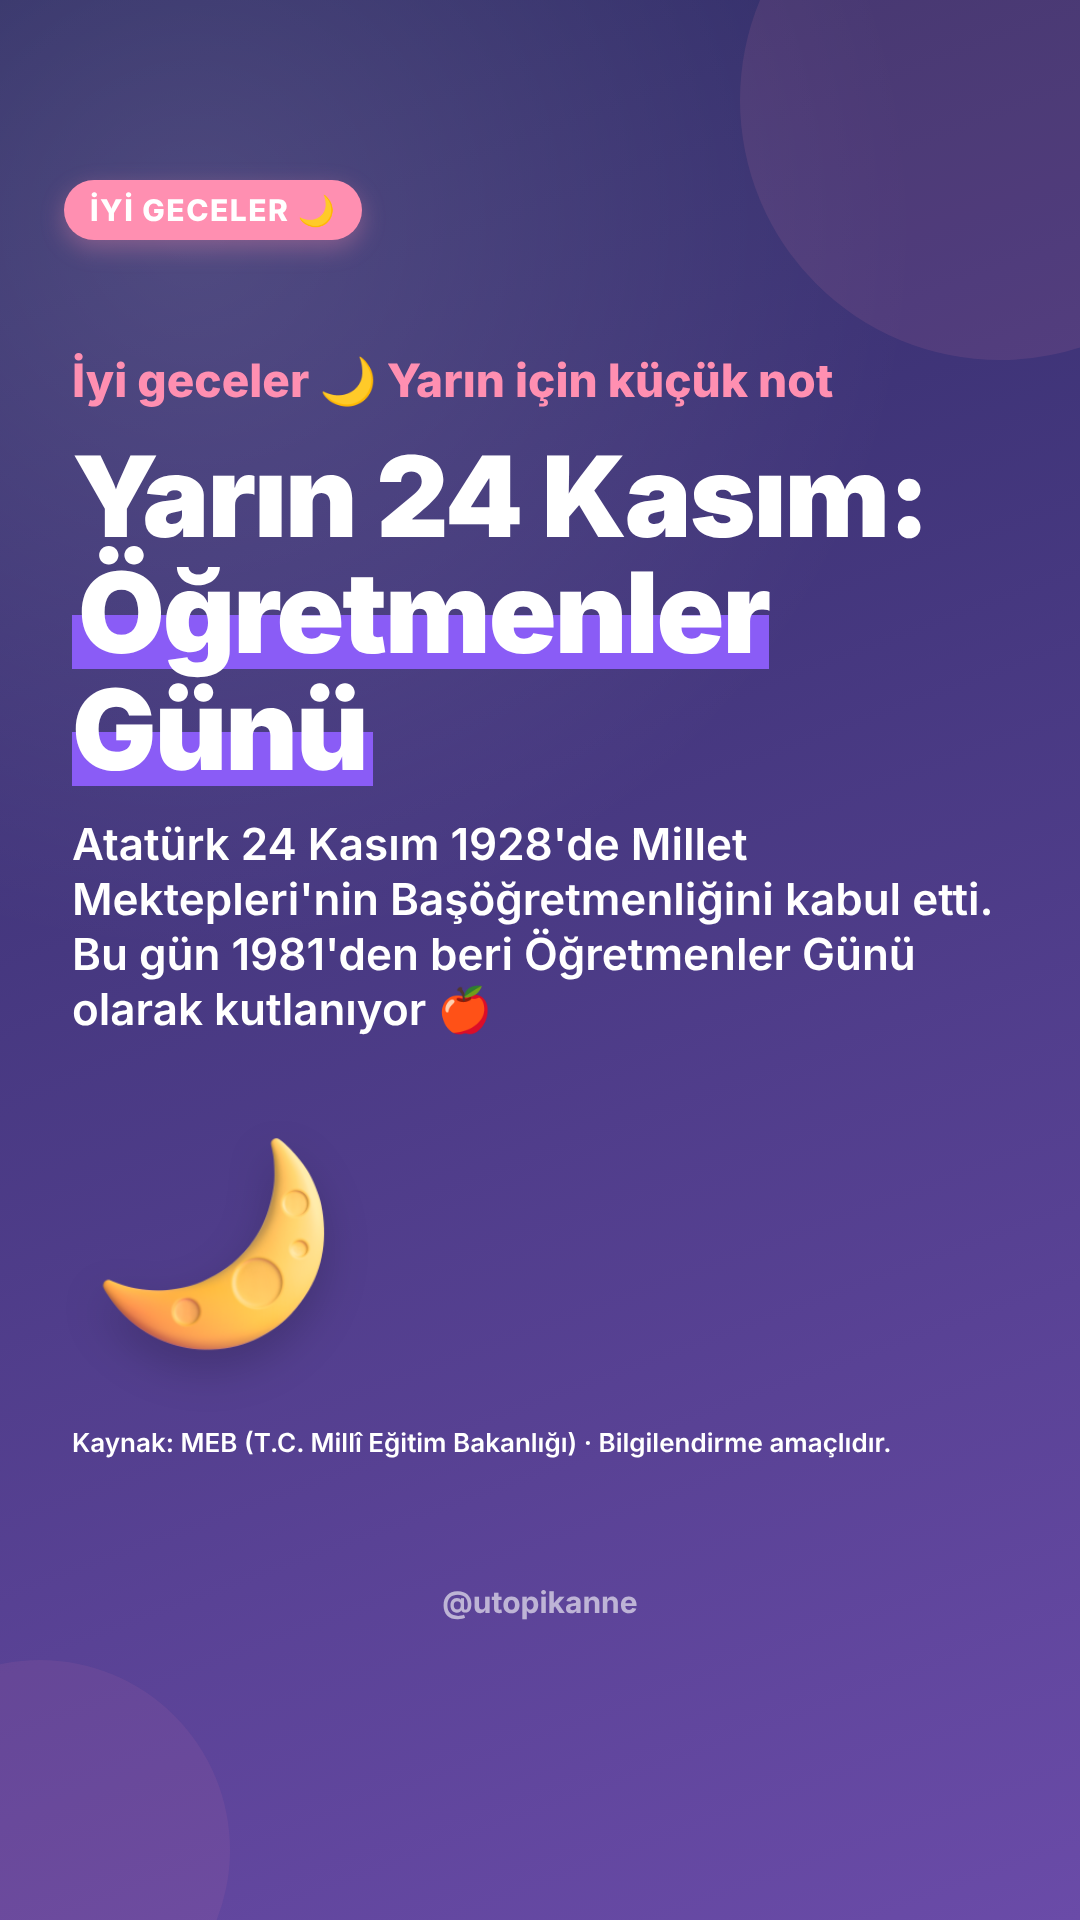 İYİ GECELER 🌙
İyi geceler 🌙 Yarın için küçük not
Yarın 24 Kasım:
Öğretmenler
Günü
Atatürk 24 Kasım 1928'de Millet
Mektepleri'nin Başöğretmenliğini kabul etti.
Bu gün 1981'den beri Öğretmenler Günü
olarak kutlanıyor 🍎
Kaynak: MEB (T.C. Millî Eğitim Bakanlığı) · Bilgilendirme amaçlıdır.
@utopikanne